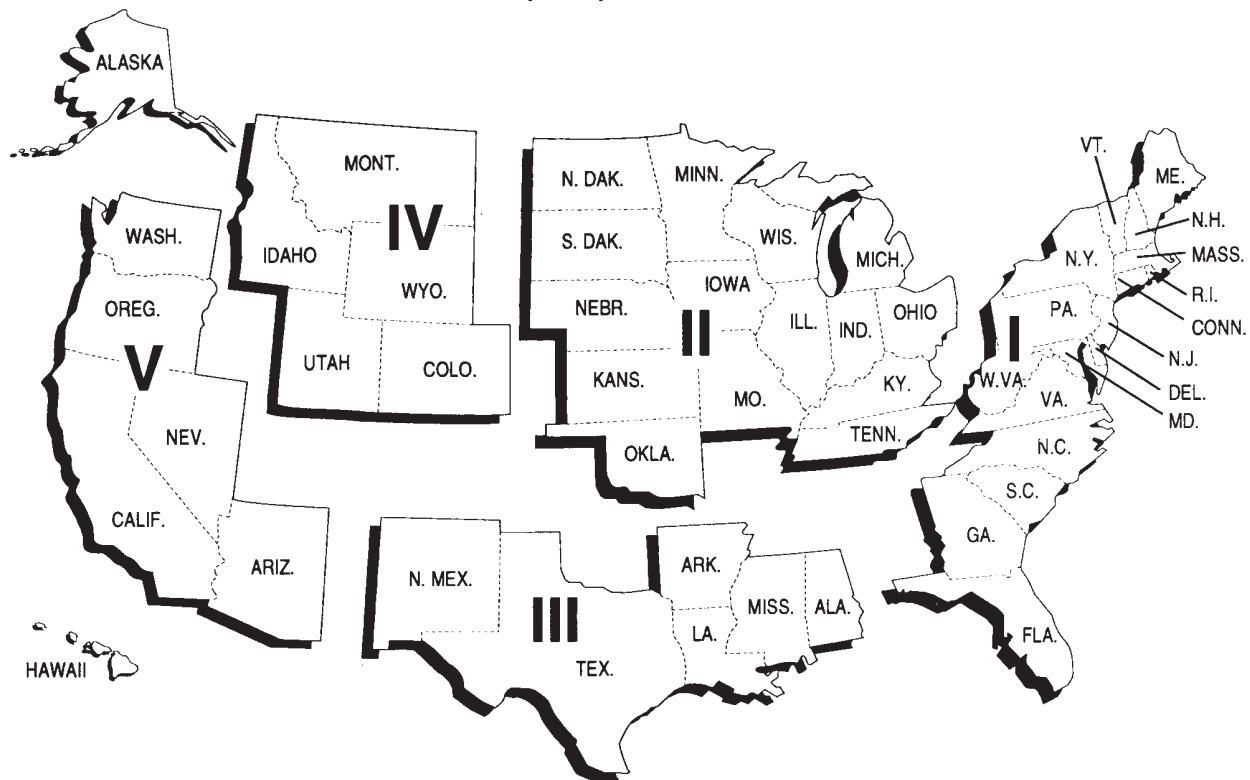 ALASKA
WASH.
OREG.
V
NEV.
CALIF.
ARIZ.
HAWAII
MONT.
IV
IDAHO
WYO.
UTAH
COLO.
N. DAK.
MINN.
S. DAK.
WIS.
MICH.
NEBR.
IOWA
II
ILL.
IND.
OHIO
KANS.
MO.
KY.
TENN.
OKLA.
N. MEX.
III
TEX.
ARK.
LA.
MISS.
ALA.
VT.
ME.
N.H.
MASS.
N.Y.
R.I.
CONN.
PA.
I
N.J.
W.VA.
DEL.
MD.
VA.
N.C.
S.C.
GA.
FLA.